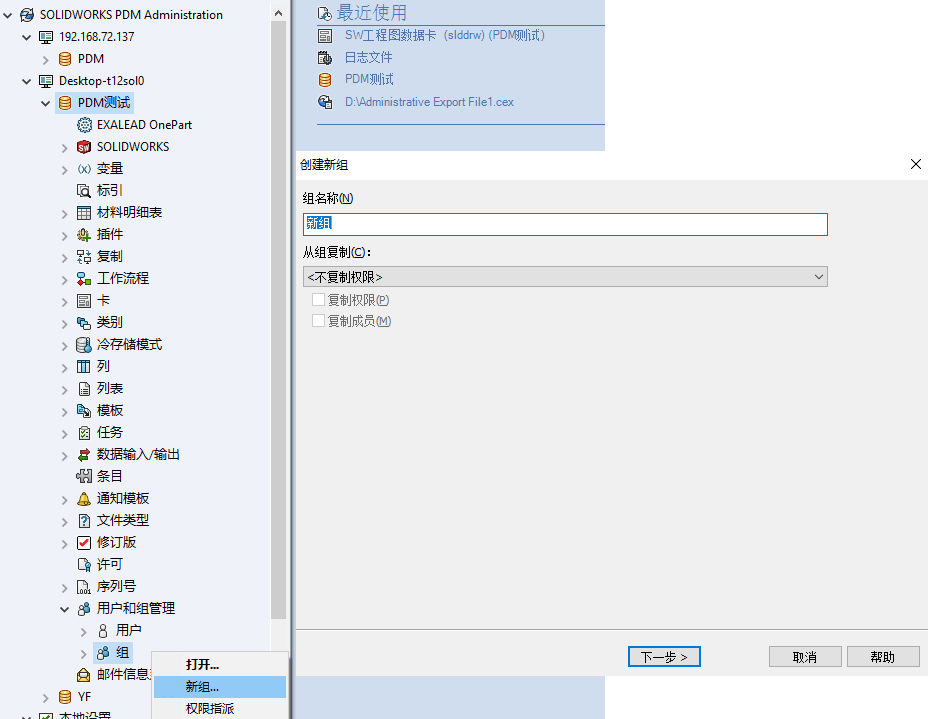 SOLIDWORKS PDM Administration
192.168.72.137
PDM
Desktop-t12sol0
PDM测试
EXALEAD OnePart
SOLIDWORKS
变量
标引
材料明细表
插件
复制
工作流程
卡
类别
冷存储模式
列
列表
模板
任务
数据输入/输出
条目
通知模板
文件类型
修订版
许可
序列号
用户和组管理
用户
组
邮件信息
YF
本地设置
打开...
新组...
权限指派
最近使用
SW工程图数据卡 (slddrw) (PDM测试)
日志文件
PDM测试
D:\Administrative Export File1.cex
创建新组
组名称(N)
新组
从组复制(C):
<不复制权限>
复制权限(P)
复制成员(M)
下一步 >
取消
帮助